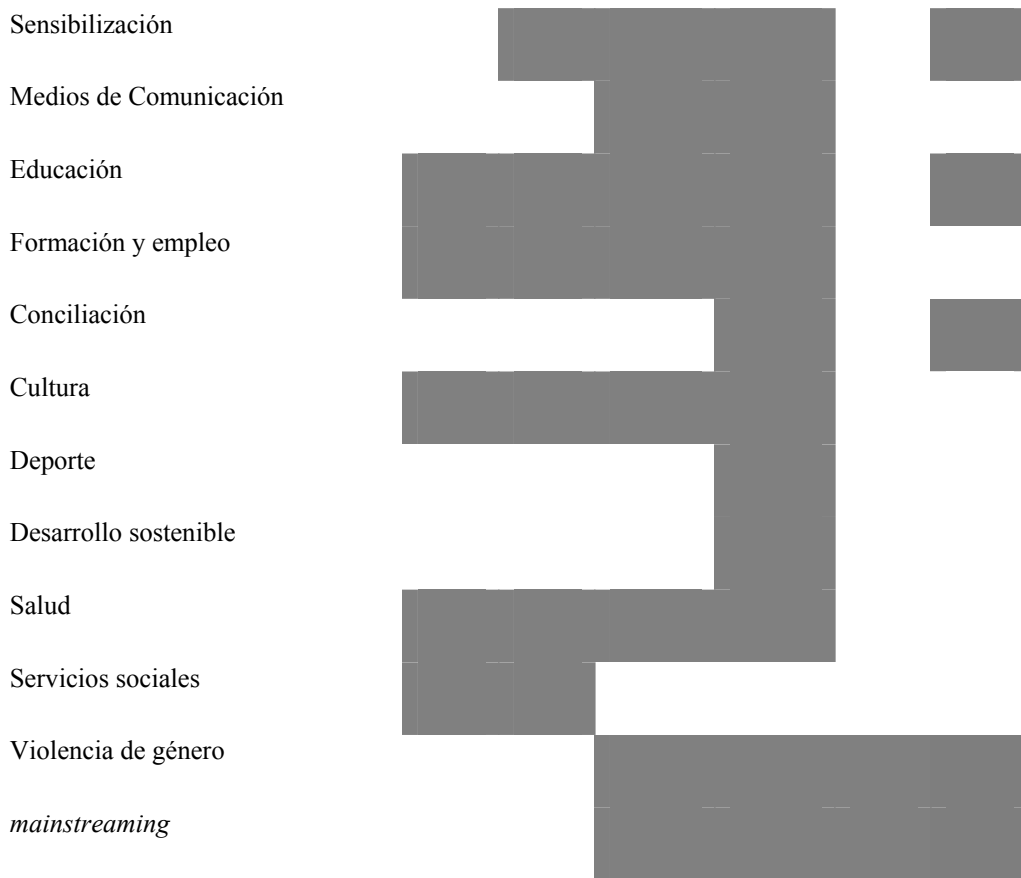 Sensibilización
Medios de Comunicación
Educación
Formación y empleo
Conciliación
Cultura
Deporte
Desarrollo sostenible
Salud
Servicios sociales
Violencia de género
mainstreaming